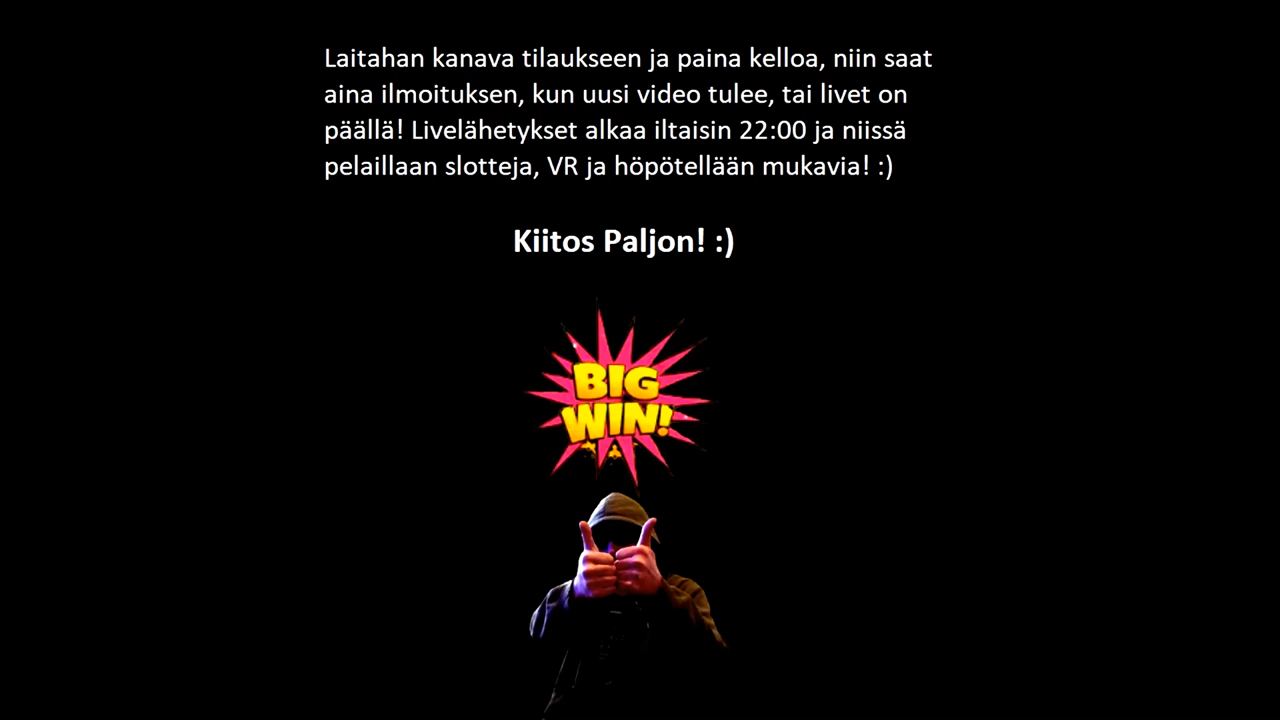 Laitahan kanava tilaukseen ja paina kelloa, niin saat
aina ilmoituksen, kun uusi video tulee, tai livet on
päällä! Livelähetykset alkaa iltaisin 22:00 ja niissä
pelaillaan slotteja, VR ja höpötellään mukavia! :)
Kiitos Paljon! :)
BIG
WIN!